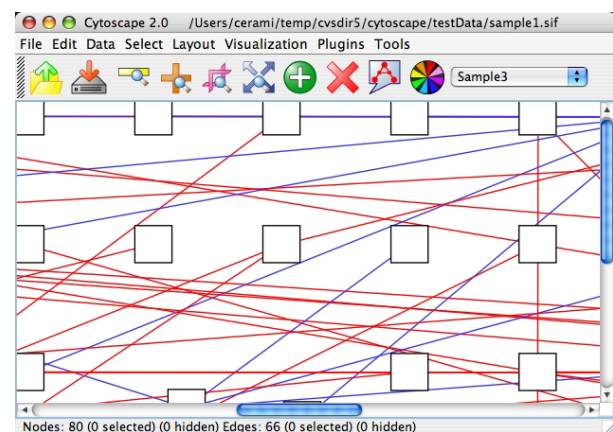 Cytoscape 2.0 /Users/cerami/temp/cvsdir5/cytoscape/testData/sample1.sif
File Edit Data Select Layout Visualization Plugins Tools
Sample3
Nodes: 80 (0 selected) (0 hidden) Edges: 66 (0 selected) (0 hidden)